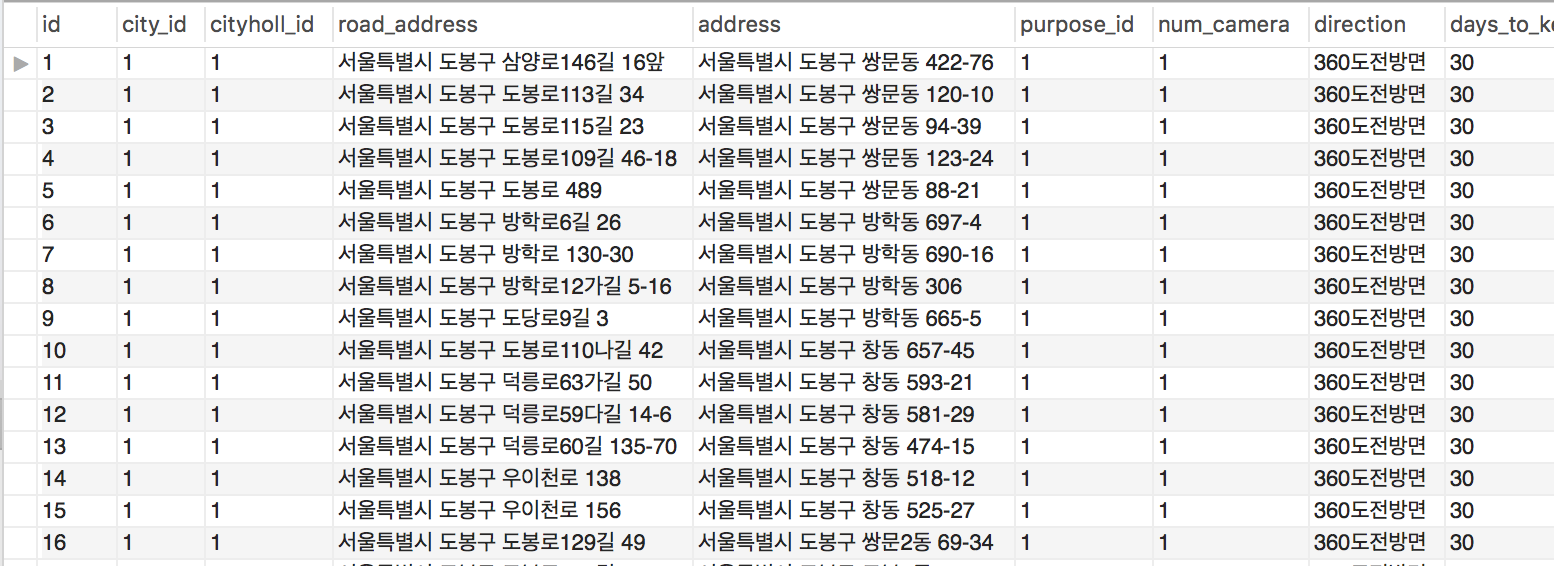 id city_id cityholl_id road_address address purpose_id num_camera direction days_to_ke
1 1 1 서울특별시 도봉구 삼양로146길 16앞 서울특별시 도봉구 쌍문동 422-76 1 1 360도전방면 30
2 1 1 서울특별시 도봉구 도봉로113길 34 서울특별시 도봉구 쌍문동 120-10 1 1 360도전방면 30
3 1 1 서울특별시 도봉구 도봉로115길 23 서울특별시 도봉구 쌍문동 94-39 1 1 360도전방면 30
4 1 1 서울특별시 도봉구 도봉로109길 46-18 서울특별시 도봉구 쌍문동 123-24 1 1 360도전방면 30
5 1 1 서울특별시 도봉구 도봉로 489 서울특별시 도봉구 쌍문동 88-21 1 1 360도전방면 30
6 1 1 서울특별시 도봉구 방학로6길 26 서울특별시 도봉구 방학동 697-4 1 1 360도전방면 30
7 1 1 서울특별시 도봉구 방학로 130-30 서울특별시 도봉구 방학동 690-16 1 1 360도전방면 30
8 1 1 서울특별시 도봉구 방학로12가길 5-16 서울특별시 도봉구 방학동 306 1 1 360도전방면 30
9 1 1 서울특별시 도봉구 도당로9길 3 서울특별시 도봉구 방학동 665-5 1 1 360도전방면 30
10 1 1 서울특별시 도봉구 도봉로110나길 42 서울특별시 도봉구 창동 657-45 1 1 360도전방면 30
11 1 1 서울특별시 도봉구 덕릉로63가길 50 서울특별시 도봉구 창동 593-21 1 1 360도전방면 30
12 1 1 서울특별시 도봉구 덕릉로59다길 14-6 서울특별시 도봉구 창동 581-29 1 1 360도전방면 30
13 1 1 서울특별시 도봉구 덕릉로60길 135-70 서울특별시 도봉구 창동 474-15 1 1 360도전방면 30
14 1 1 서울특별시 도봉구 우이천로 138 서울특별시 도봉구 창동 518-12 1 1 360도전방면 30
15 1 1 서울특별시 도봉구 우이천로 156 서울특별시 도봉구 창동 525-27 1 1 360도전방면 30
16 1 1 서울특별시 도봉구 도봉로129길 49 서울특별시 도봉구 쌍문2동 69-34 1 1 360도전방면 30